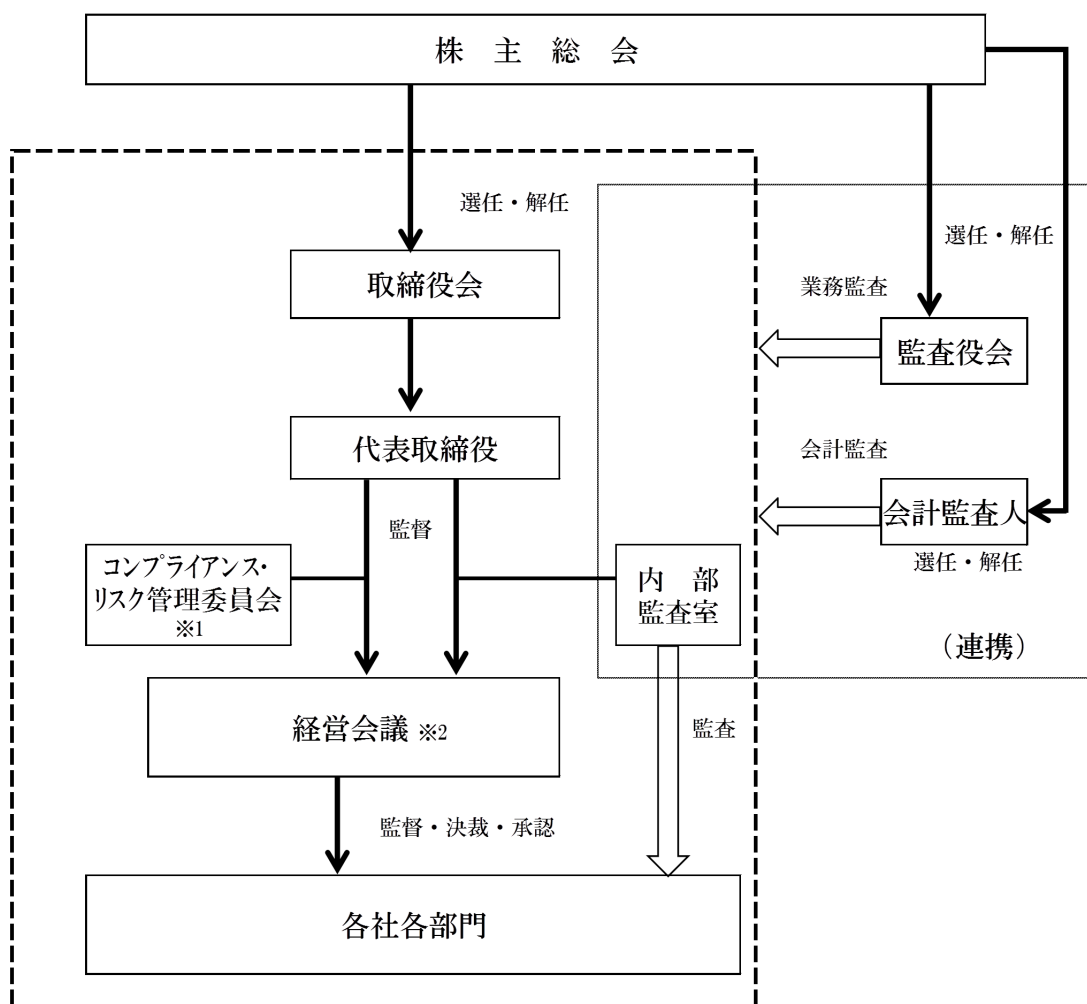 株 主 総 会
選任・解任
選任・解任
取締役会
業務監査
監査役会
代表取締役
会計監査
会計監査人
選任・解任
監督
コンプライアンス・
リスク管理委員会
※1
内 部
監査室
（連携）
経営会議 ※2
監査
監督・決裁・承認
各社各部門